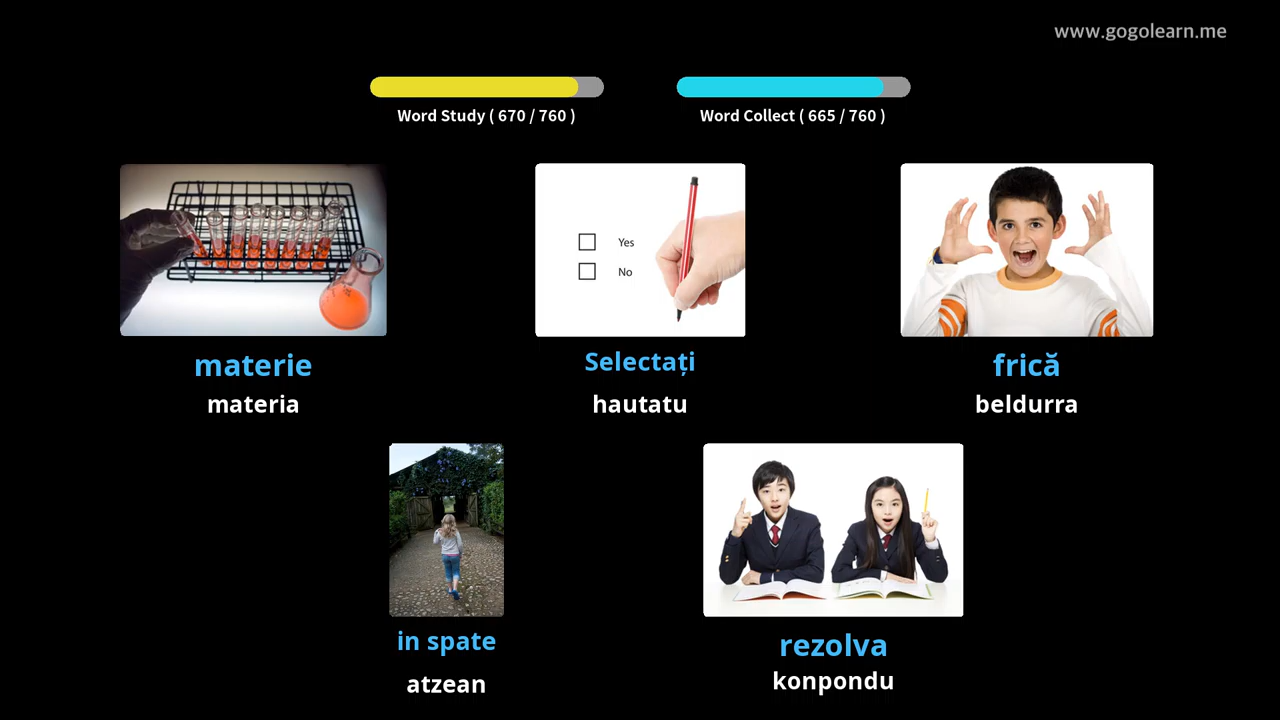 www.gogolearn.me
Word Study ( 670 / 760 )
Word Collect ( 665 / 760 )
Yes
No
materie
materia
Selectați
hautatu
frică
beldurra
in spate
atzean
rezolva
konpondu